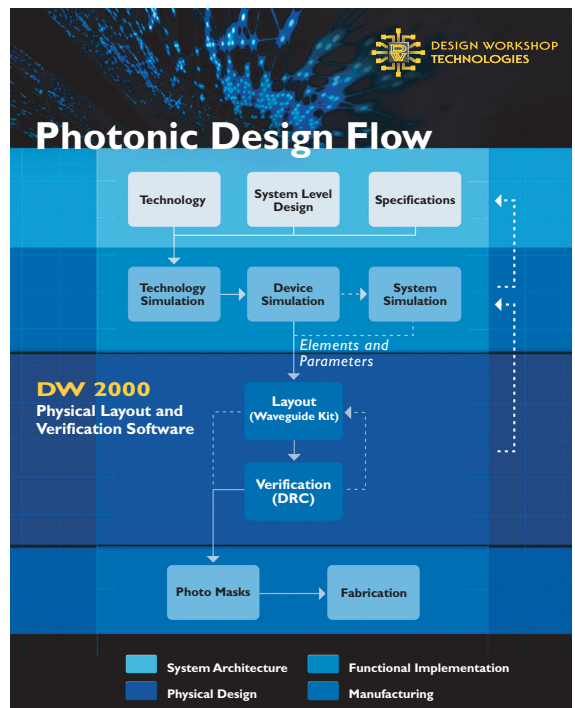 DESIGN WORKSHOP
TECHNOLOGIES
DW
Photonic Design Flow
Technology
System Level
Design
Specifications
Technology
Simulation
Device
Simulation
System
Simulation
Elements and
Parameters
DW 2000
Physical Layout and
Verification Software
Layout
(Waveguide Kit)
Verification
(DRC)
Photo Masks
Fabrication
System Architecture
Functional Implementation
Physical Design
Manufacturing